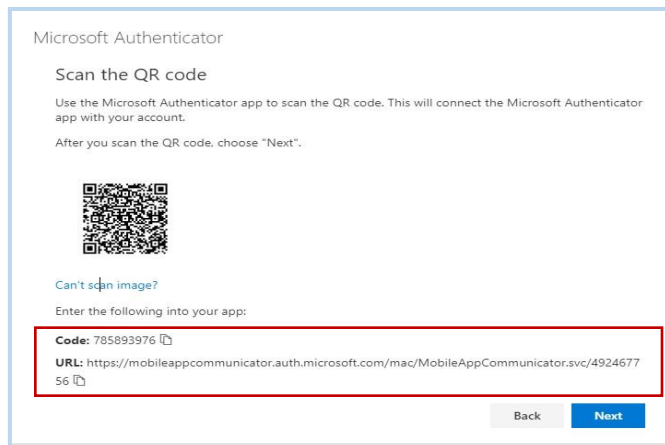 Microsoft Authenticator
Scan the QR code
Use the Microsoft Authenticator app to scan the QR code. This will connect the Microsoft Authenticator
app with your account.
After you scan the QR code, choose "Next".
Can't scan image?
Enter the following into your app:
Code: 785893976
URL: https://mobileappcommunicator.auth.microsoft.com/mac/MobileAppCommunicator.svc/4924677
56
Back Next